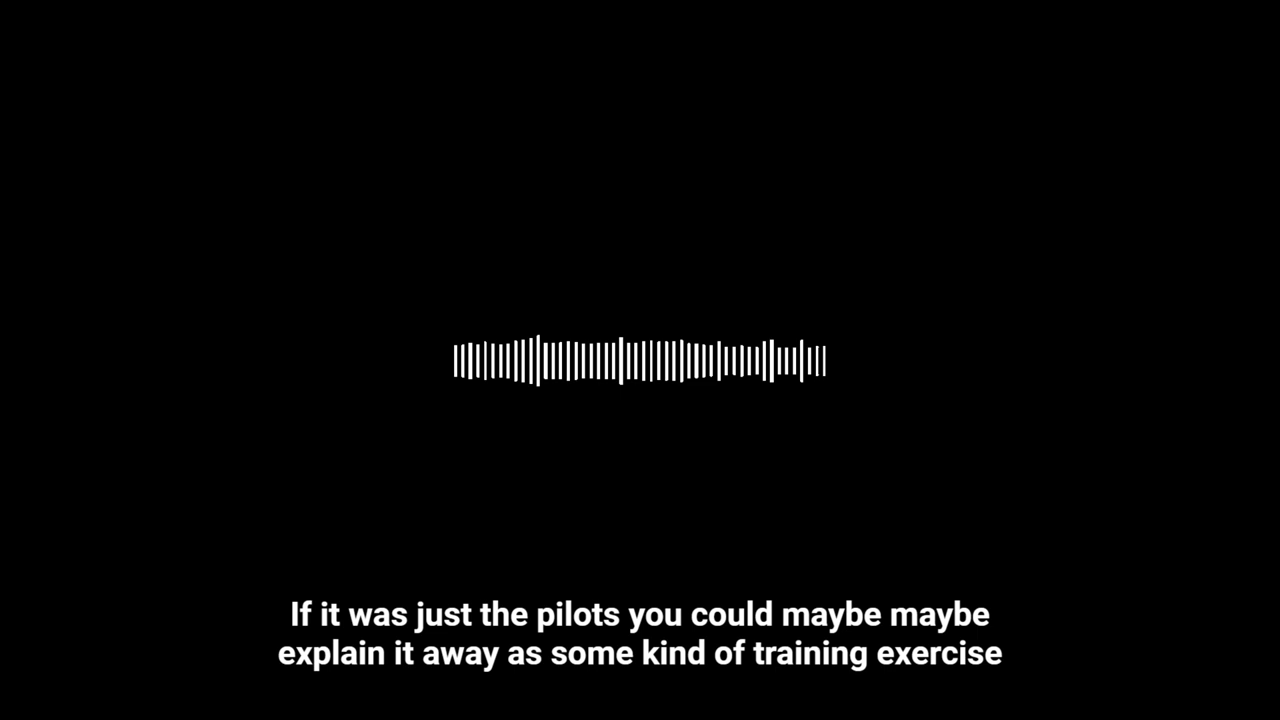 If it was just the pilots you could maybe maybe
explain it away as some kind of training exercise